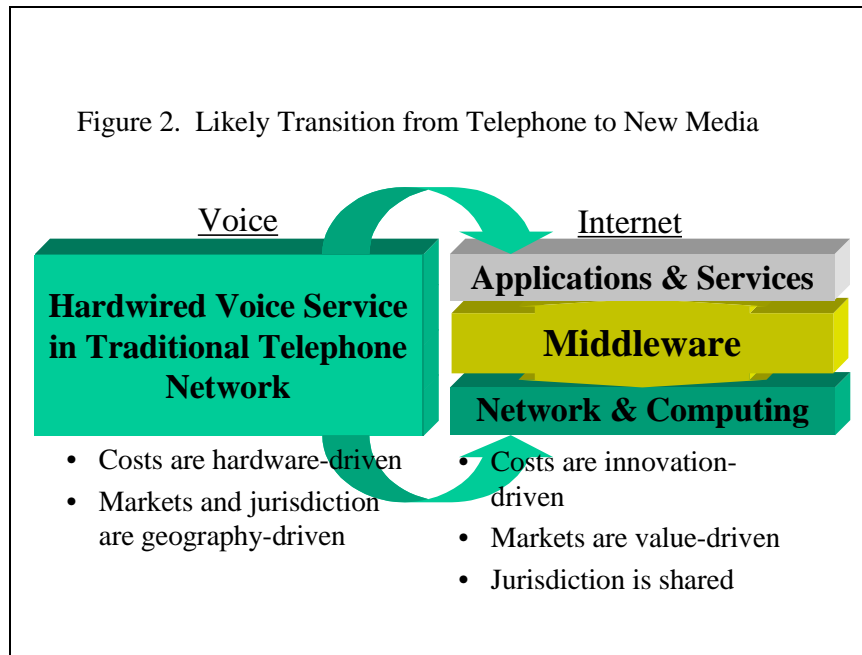 Figure 2.  Likely Transition from Telephone to New Media
Voice
Hardwired Voice Service
in Traditional Telephone
Network
• Costs are hardware-driven
• Markets and jurisdiction
are geography-driven
Internet
Applications & Services
Middleware
Network & Computing
• Costs are innovation-
driven
• Markets are value-driven
• Jurisdiction is shared